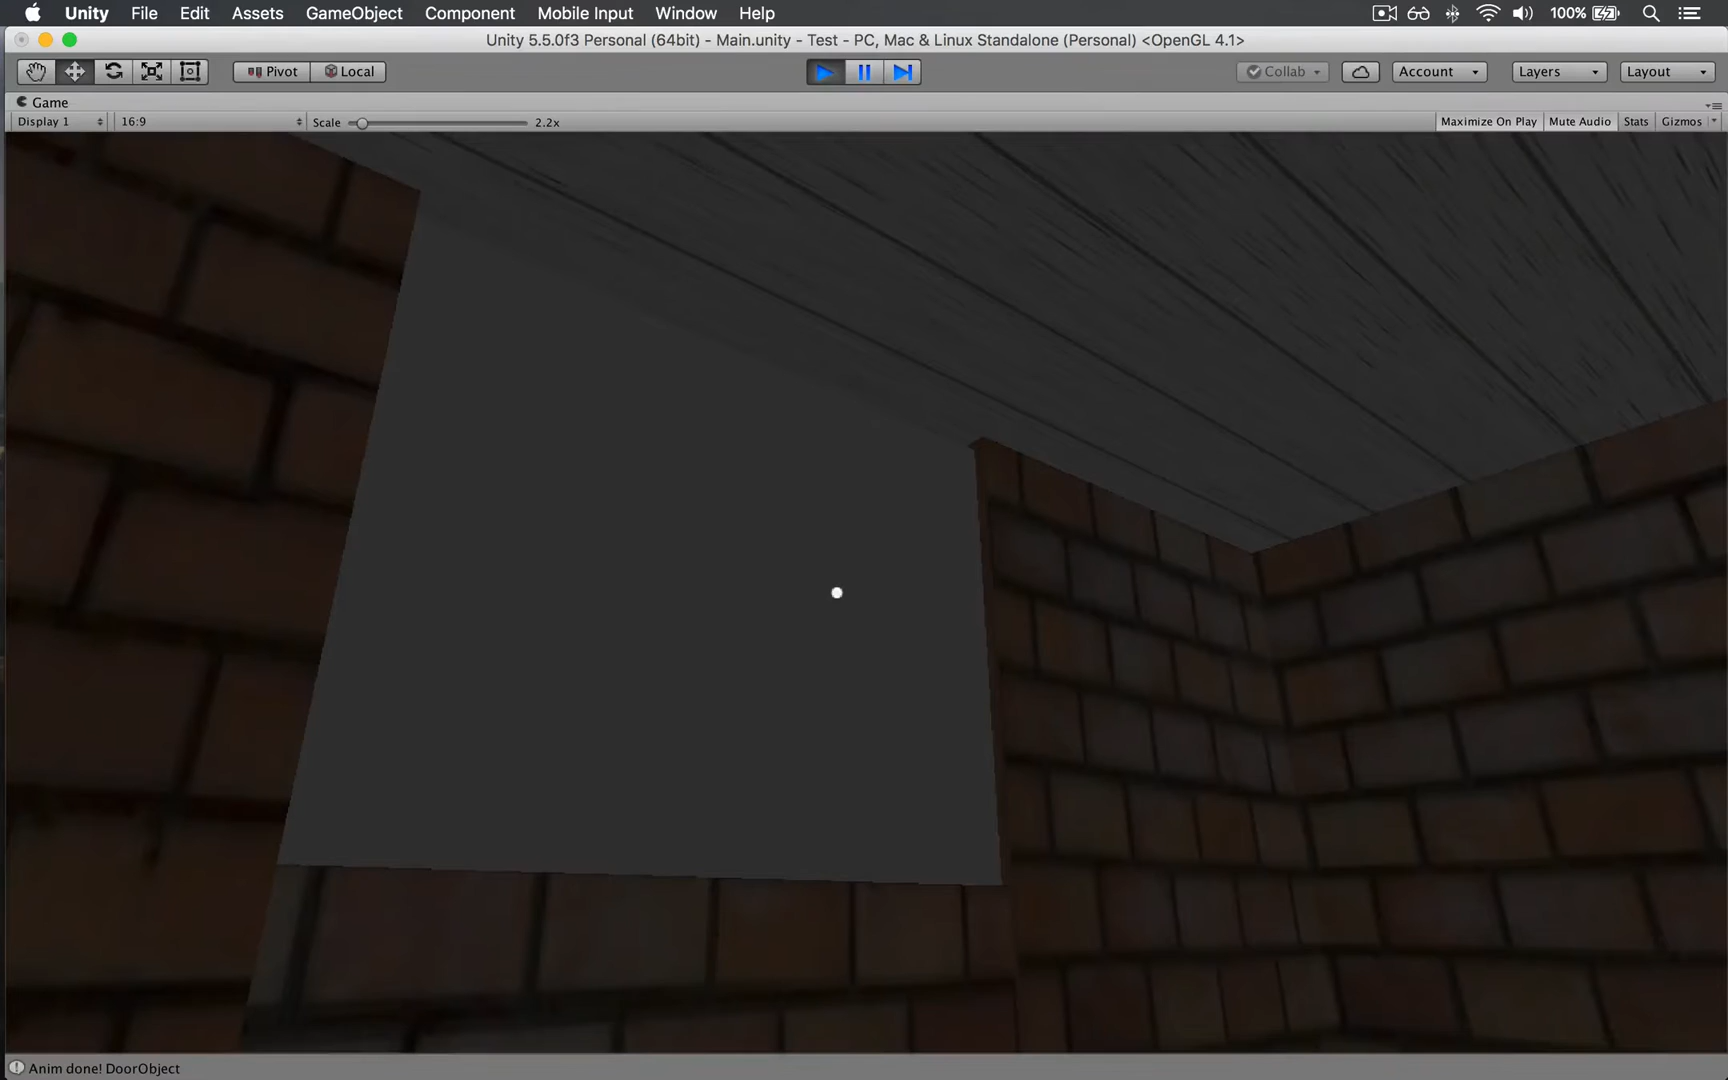 Unity File Edit Assets GameObject Component Mobile Input Window Help 100%
Unity 5.5.0f3 Personal (64bit) - Main.unity - Test - PC, Mac & Linux Standalone (Personal) <OpenGL 4.1>
Pivot Local Collab Account Layers Layout
Game
Display 1 16:9 Scale 2.2x Maximize On Play Mute Audio Stats Gizmos
Anim done! DoorObject